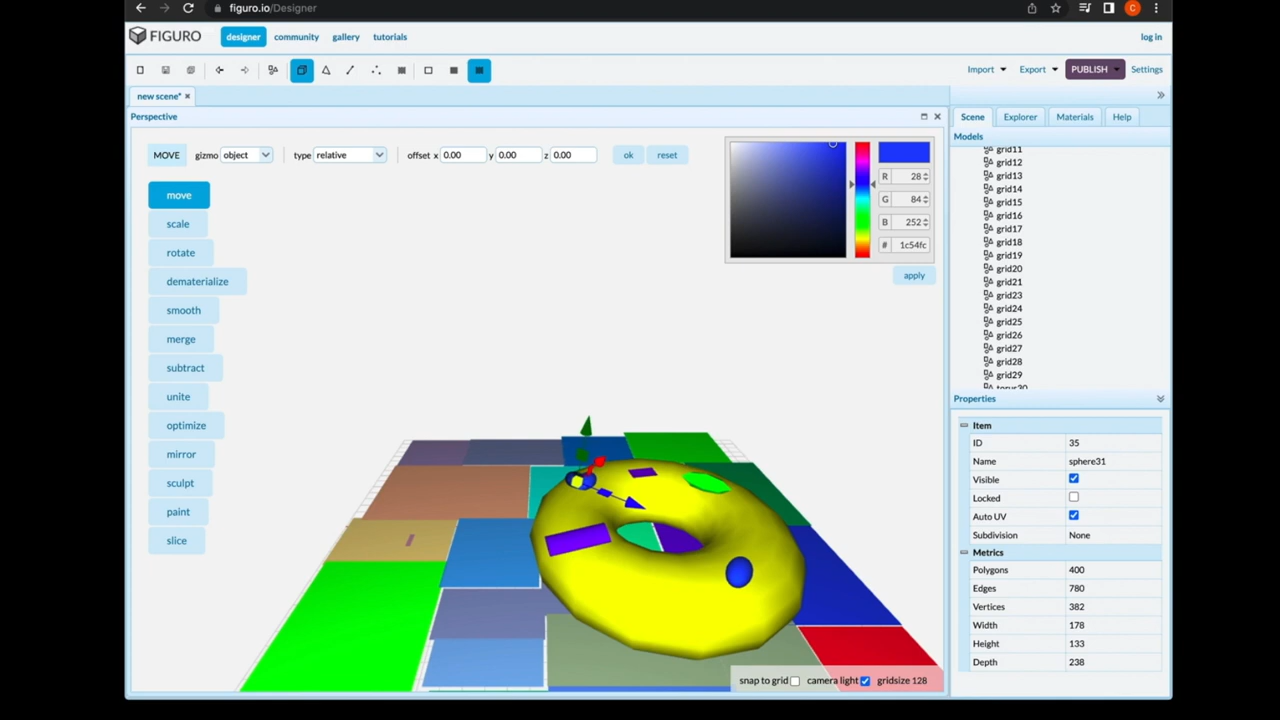 figuro.io/Designer
FIGURO designer community gallery tutorials log in
Import Export PUBLISH Settings
new scene*
Perspective
MOVE gizmo object type relative offset x 0.00 y 0.00 z 0.00 ok reset
move
scale
rotate
dematerialize
smooth
merge
subtract
unite
optimize
mirror
sculpt
paint
slice
R 28
G 84
B 252
# 1c54fc
apply
snap to grid camera light gridsize 128
Scene Explorer Materials Help
Models
grid11
grid12
grid13
grid14
grid15
grid16
grid17
grid18
grid19
grid20
grid21
grid23
grid24
grid25
grid26
grid27
grid28
grid29
torus30
Properties
Item
ID 35
Name sphere31
Visible
Locked
Auto UV
Subdivision None
Metrics
Polygons 400
Edges 780
Vertices 382
Width 178
Height 133
Depth 238
C